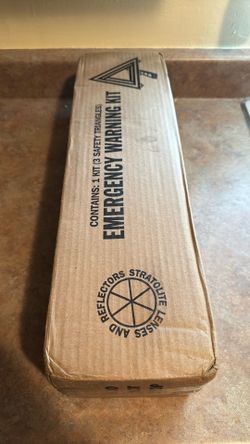 CONTAINS: 1 KIT (3 SAFETY TRIANGLES)
EMERGENCY WARNING KIT
STRATOLITE LENSES AND REFLECTORS